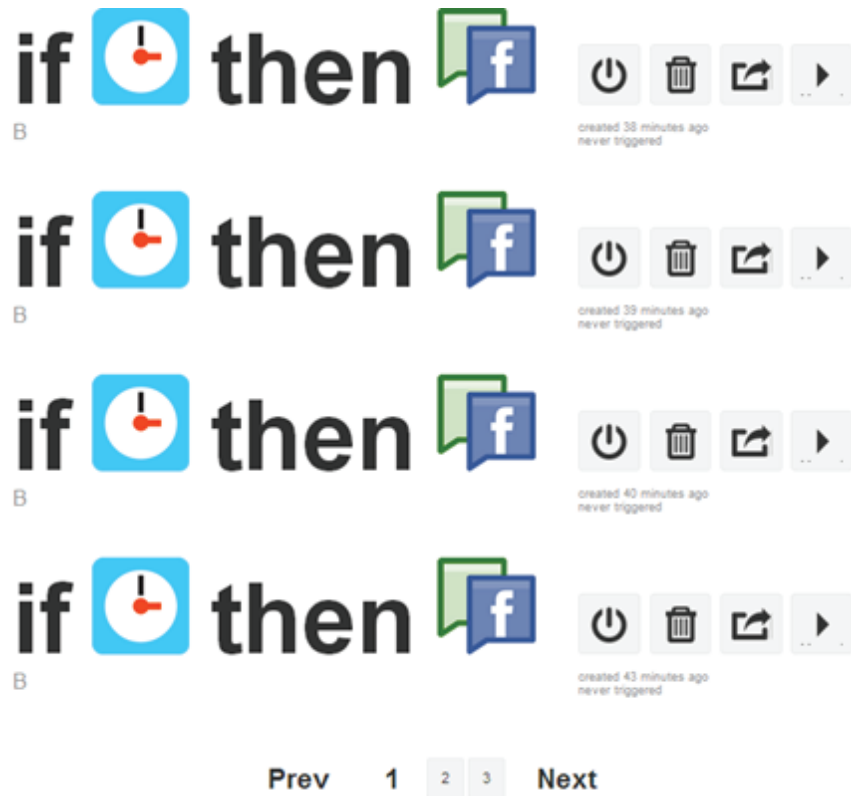 if then
B
created 38 minutes ago
never triggered
if then
B
created 39 minutes ago
never triggered
if then
B
created 40 minutes ago
never triggered
if then
B
created 43 minutes ago
never triggered
Prev 1 2 3 Next